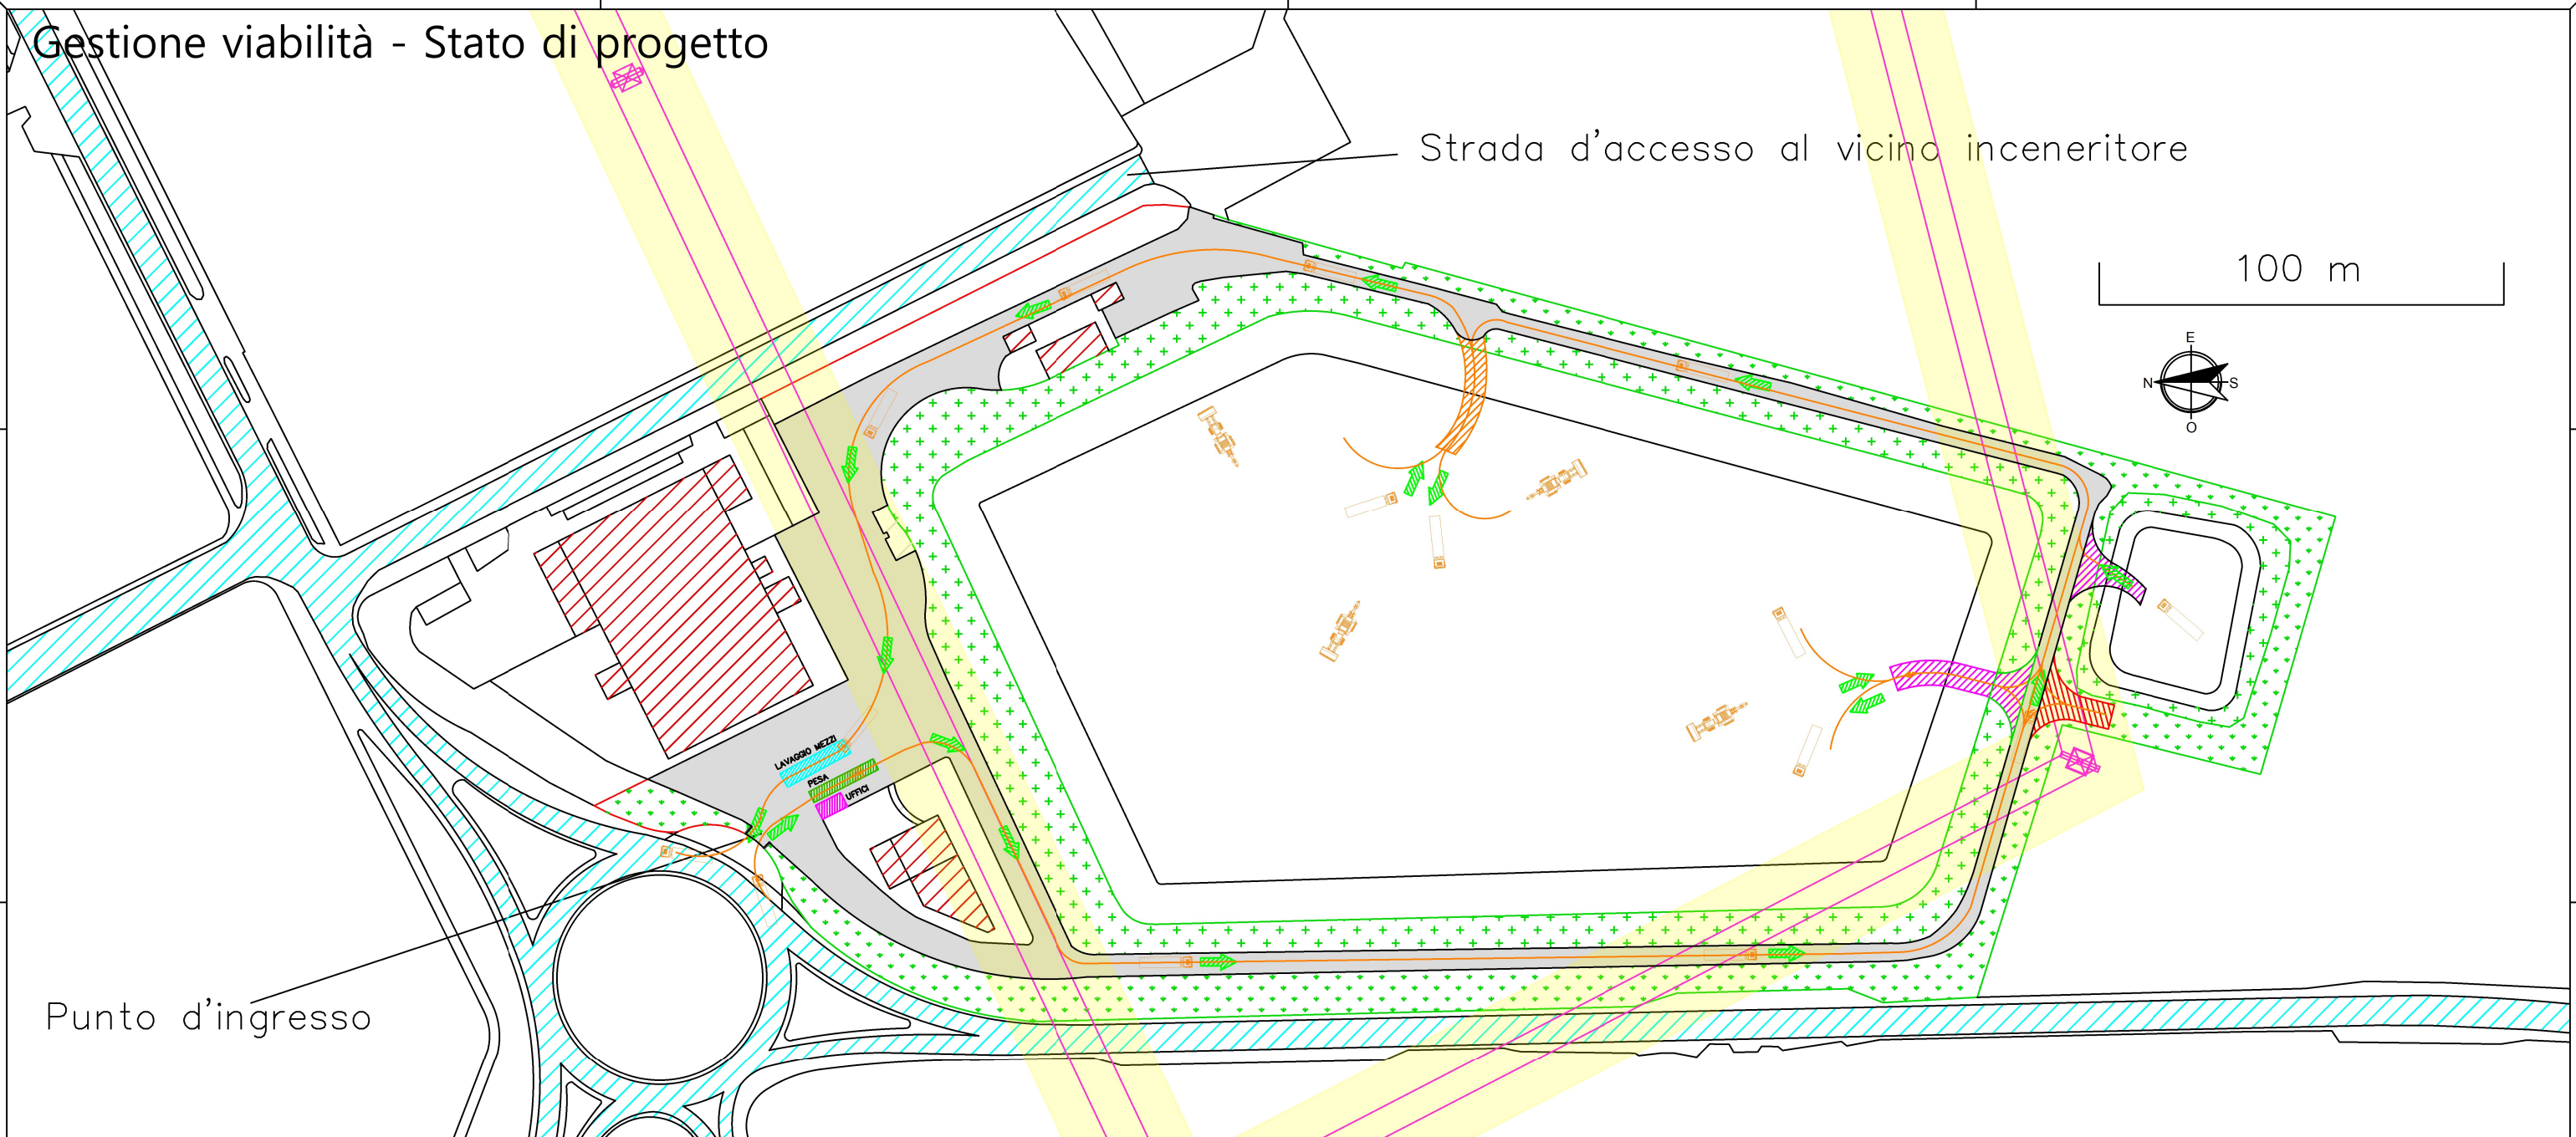 Gestione viabilità - Stato di progetto
Strada d'accesso al vicino inceneritore
100 m
E
N
S
O
LAVAGGIO MEZZI
PESA
UFFICI
Punto d'ingresso